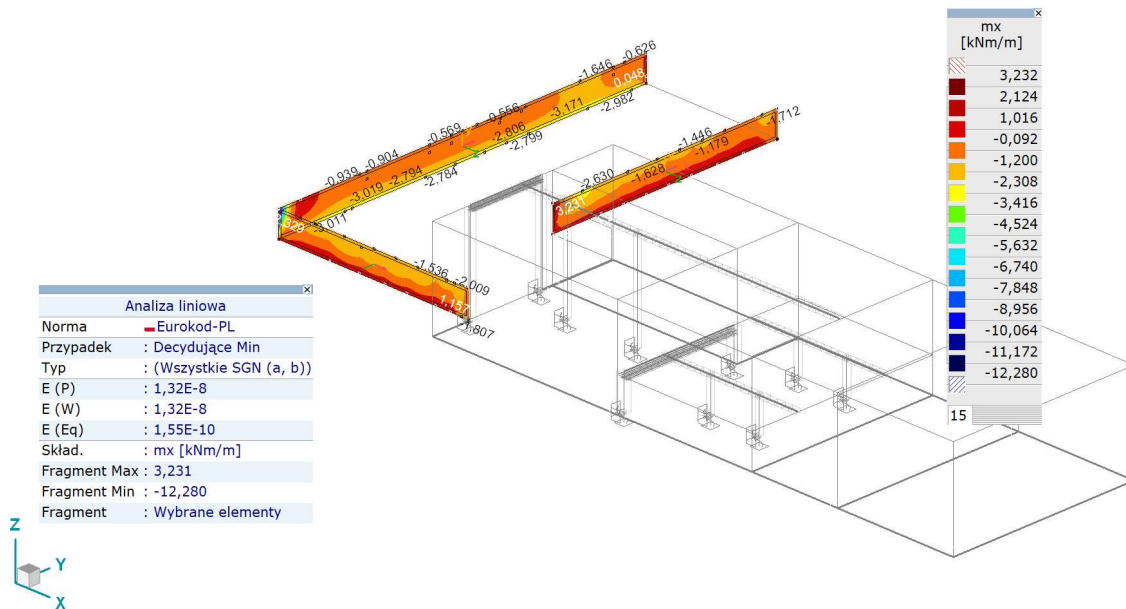 mx
[kNm/m]
3,232
2,124
1,016
-0,092
-1,200
-2,308
-3,416
-4,524
-5,632
-6,740
-7,848
-8,956
-10,064
-11,172
-12,280
15
-0,626
-1,646
0,048
-2,982
-3,171
-0,556
-2,806
-2,799
-0,569
-0,904
-0,939
-2,794
-2,784
-3,019
-1,712
-1,446
-1,179
-1,628
-2,630
3,231
-1,536
-2,009
1,157
Analiza liniowa
Norma Eurokod-PL
Przypadek : Decydujące Min
Typ : (Wszystkie SGN (a, b))
E (P) : 1,32E-8
E (W) : 1,32E-8
E (Eq) : 1,55E-10
Skład. : mx [kNm/m]
Fragment Max : 3,231
Fragment Min : -12,280
Fragment : Wybrane elementy
Z
Y
X